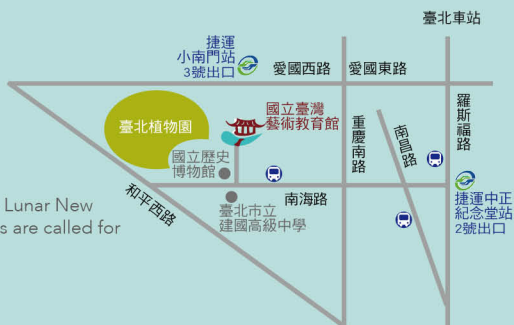 臺北車站
捷運
小南門站
3號出口
愛國西路
愛國東路
國立臺灣
藝術教育館
臺北植物園
國立歷史
博物館
重慶南路
南昌路
羅斯福路
和平西路
南海路
臺北市立
建國高級中學
捷運中正
紀念堂站
2號出口
Lunar New
s are called for